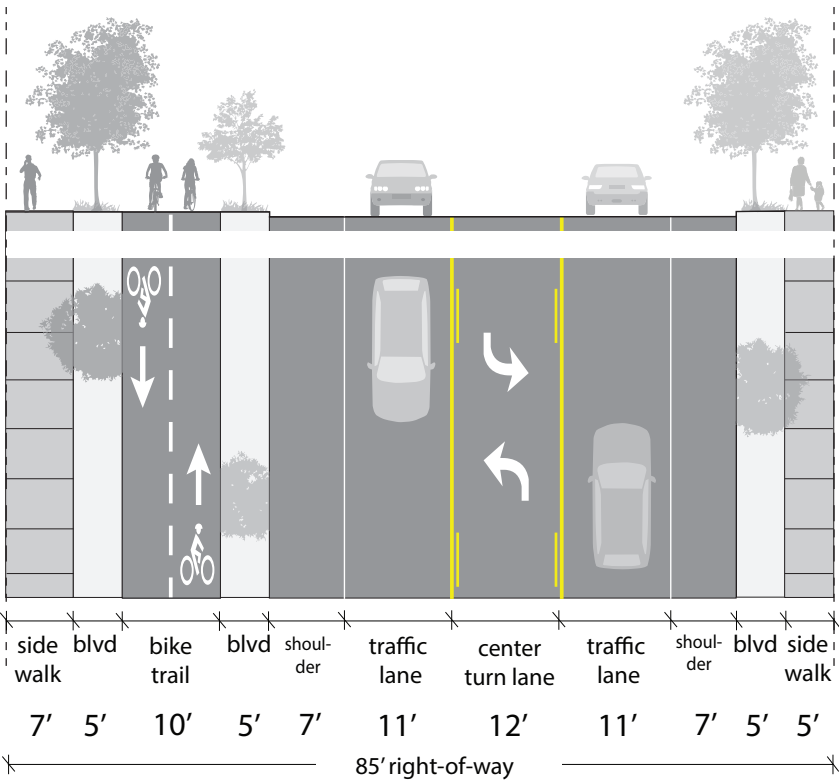 side walk
blvd
bike trail
blvd
shoul-der
traffic lane
center turn lane
traffic lane
shoul-der
blvd
side walk
7’ 5’ 10’ 5’ 7’ 11’ 12’ 11’ 7’ 5’ 5’
85’ right-of-way